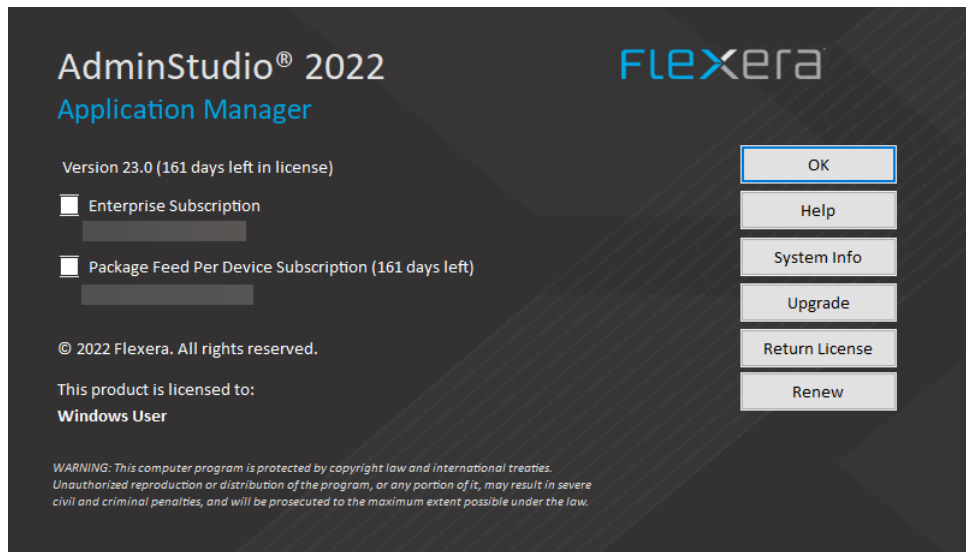 AdminStudio® 2022
FLEXera
Application Manager
Version 23.0 (161 days left in license)
Enterprise Subscription
Package Feed Per Device Subscription (161 days left)
© 2022 Flexera. All rights reserved.
This product is licensed to:
Windows User
WARNING: This computer program is protected by copyright law and international treaties.
Unauthorized reproduction or distribution of the program, or any portion of it, may result in severe
civil and criminal penalties, and will be prosecuted to the maximum extent possible under the law.
OK
Help
System Info
Upgrade
Return License
Renew